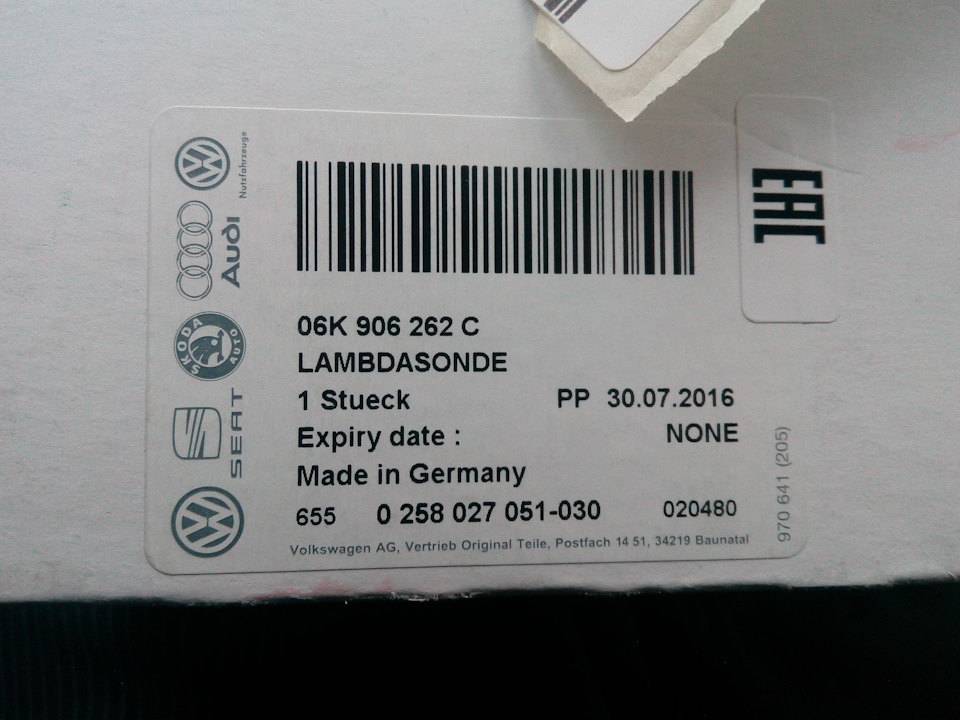 Nutzfahrzeuge
Audi
SKODA
AUTO
SEAT
EAC
06K 906 262 C
LAMBDASONDE
1 Stueck PP 30.07.2016
Expiry date : NONE
Made in Germany
655 0 258 027 051-030 020480
Volkswagen AG, Vertrieb Original Teile, Postfach 14 51, 34219 Baunatal
970 641 (205)